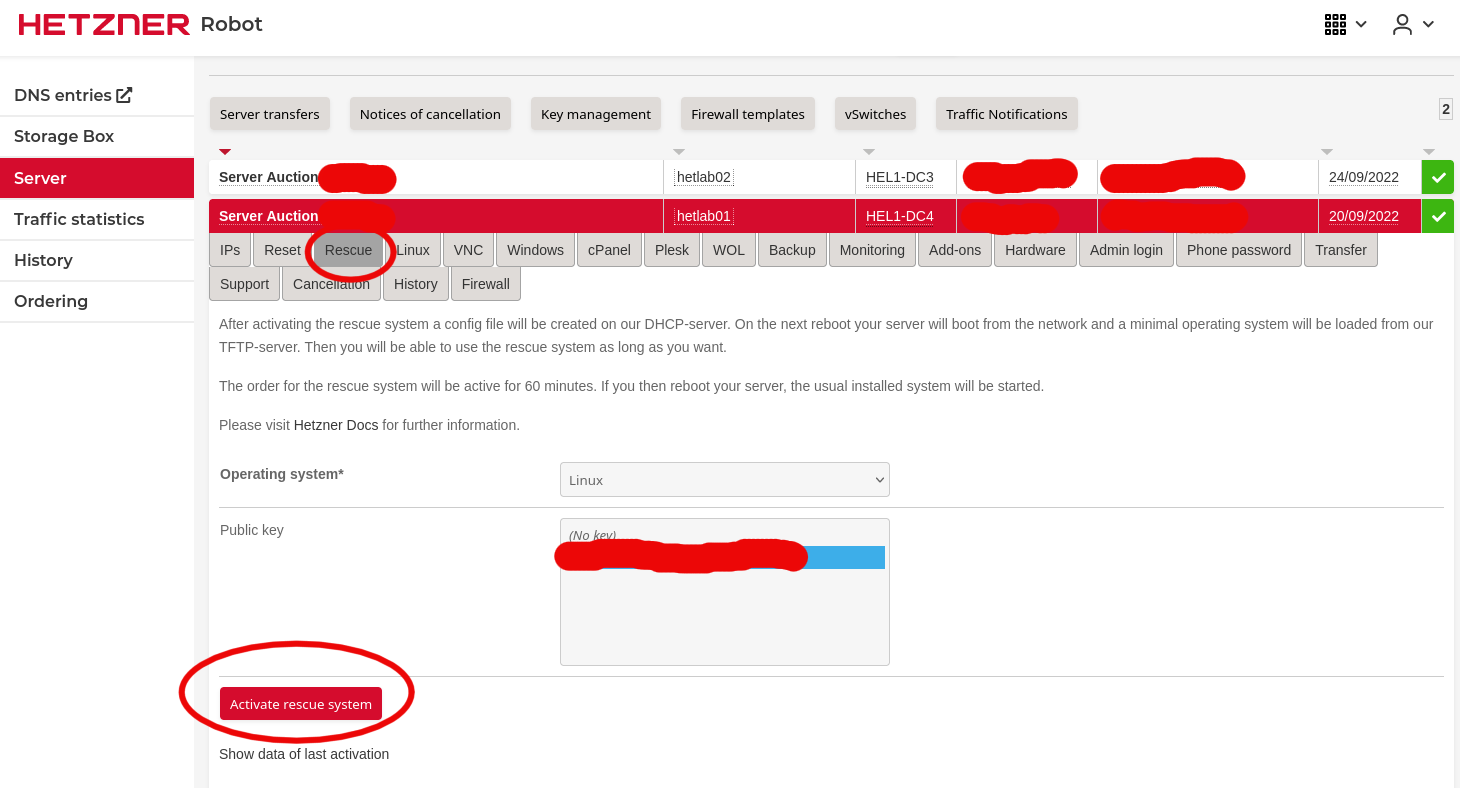 HETZNER Robot
DNS entries
Storage Box
Server
Traffic statistics
History
Ordering
Server transfers Notices of cancellation Key management Firewall templates vSwitches Traffic Notifications 2
Server Auction hetlab02 HEL1-DC3 24/09/2022
Server Auction hetlab01 HEL1-DC4 20/09/2022
IPs Reset Rescue Linux VNC Windows cPanel Plesk WOL Backup Monitoring Add-ons Hardware Admin login Phone password Transfer
Support Cancellation History Firewall
After activating the rescue system a config file will be created on our DHCP-server. On the next reboot your server will boot from the network and a minimal operating system will be loaded from our
TFTP-server. Then you will be able to use the rescue system as long as you want.
The order for the rescue system will be active for 60 minutes. If you then reboot your server, the usual installed system will be started.
Please visit Hetzner Docs for further information.
Operating system* Linux
Public key (No key)
Activate rescue system
Show data of last activation